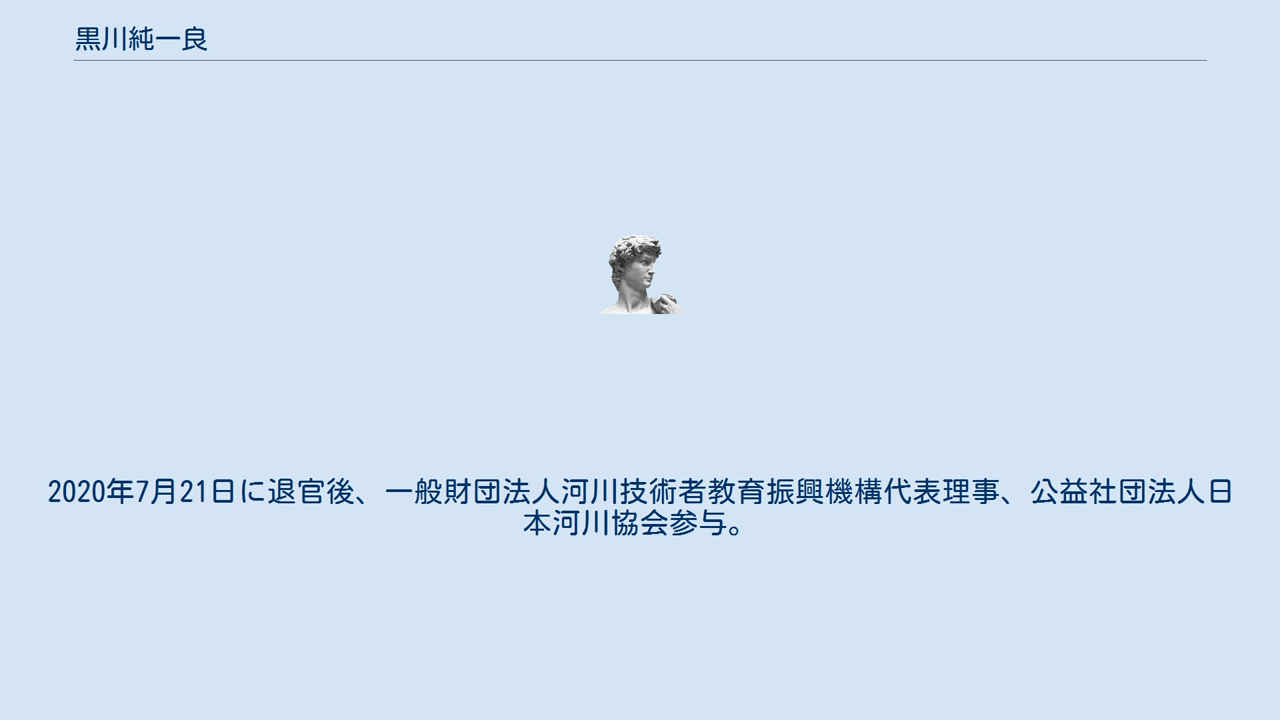 黒川純一良
2020年7月21日に退官後、一般財団法人河川技術者教育振興機構代表理事、公益社団法人日
本河川協会参与。